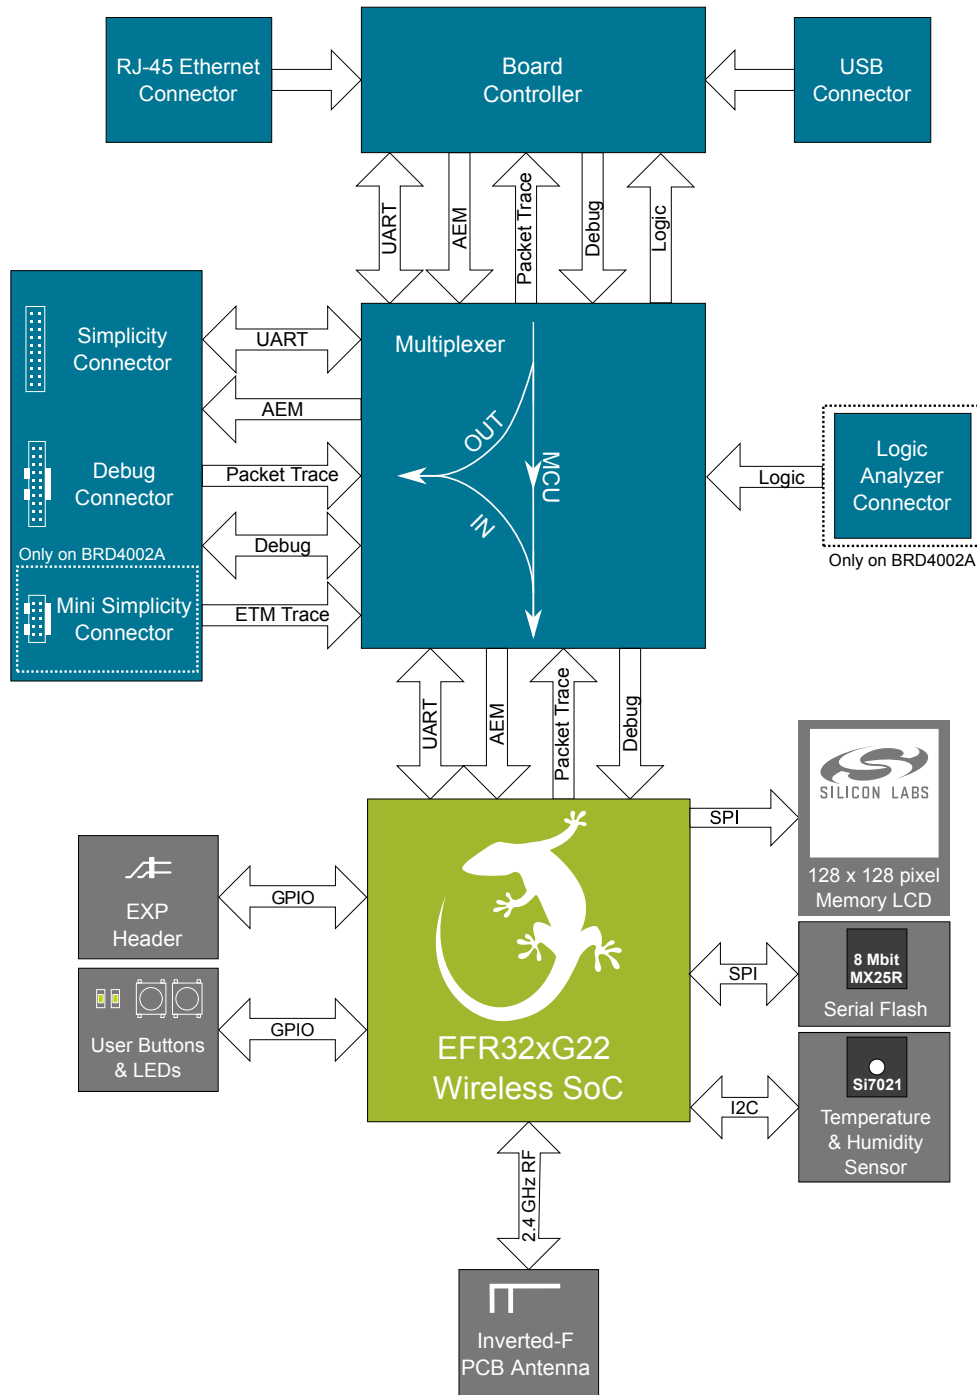 RJ-45 Ethernet
Connector
Board
Controller
USB
Connector
UART
AEM
Packet Trace
Debug
Logic
Simplicity
Connector
Debug
Connector
Only on BRD4002A
Mini Simplicity
Connector
UART
AEM
Packet Trace
Debug
ETM Trace
Multiplexer
OUT
MCU
IN
Logic
Logic
Analyzer
Connector
Only on BRD4002A
UART
AEM
Packet Trace
Debug
EXP
Header
GPIO
User Buttons
& LEDs
GPIO
EFR32xG22
Wireless SoC
SPI
SILICON LABS
128 x 128 pixel
Memory LCD
SPI
8 Mbit
MX25R
Serial Flash
I2C
Si7021
Temperature
& Humidity
Sensor
2.4 GHz RF
Inverted-F
PCB Antenna